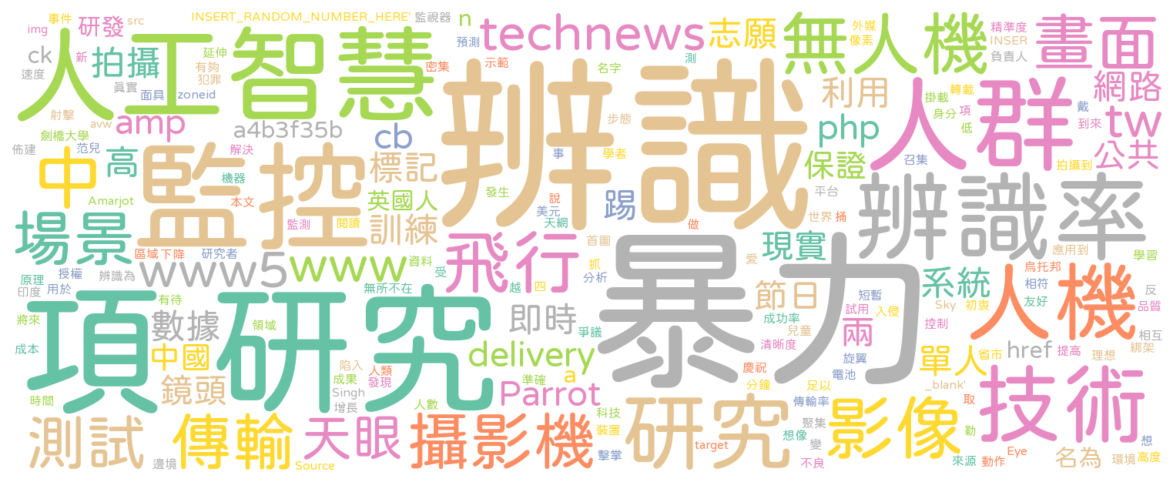 INSERT_RANDOM_NUMBER_HERE'
監視器
事件
src
img
研發
n
technews
志願
無人機
外媒
像素
精準度
INSER
負責人
畫面
ck
新
拍攝
延伸
有夠
犯罪
人工智慧
預測
密集
示範
名字
測
速度
真實
面具
zoneid
辨識
利用
掛載
轉載
人群
戴
網路
射擊
avw
amp
a4b3f35b
cb
步態
身分
項
低
到來
tw
劍橋大學
佈建
范兒
解決
標記
事
學者
php
保證
召集
拍攝到
公共
中
高
監控
機器
本文
英國人
發生
說
踢
平台
辨識率
Amarjot
監測
閱讀
訓練
美元
天網
做
世界
捅
場景
區域
下降
研究者
飛行
首圖
暴力
現實
應用到
烏托邦
學習
原理
授權
辨識為
www5
www
資料
抓
愛
系統
相符
反
印度
用於
無所不在
受
越
四
分析
節日
短暫
Sky
初衷
友好
品質
人機
有待
將來
項研究
領域
即時
爭議
成功率
試用
入侵
兩
控制
相互
數據
兒童
清晰度
單人
href
提高
理想
綁架
成本
中國
陷入
人類
delivery
旋翼
省市
時間
鏡頭
成果
發現
a
準確
慶祝
電池
_blank'
技術
Singh
增長
人數
Parrot
分鐘
足以
傳輸率
取
測試
傳輸
天眼
攝影機
科技
裝置
研究
聚集
影像
勒
邊境
Source
擊掌
target
想像
變
不良
來源
動作
Eye
名為
環境
想
高度